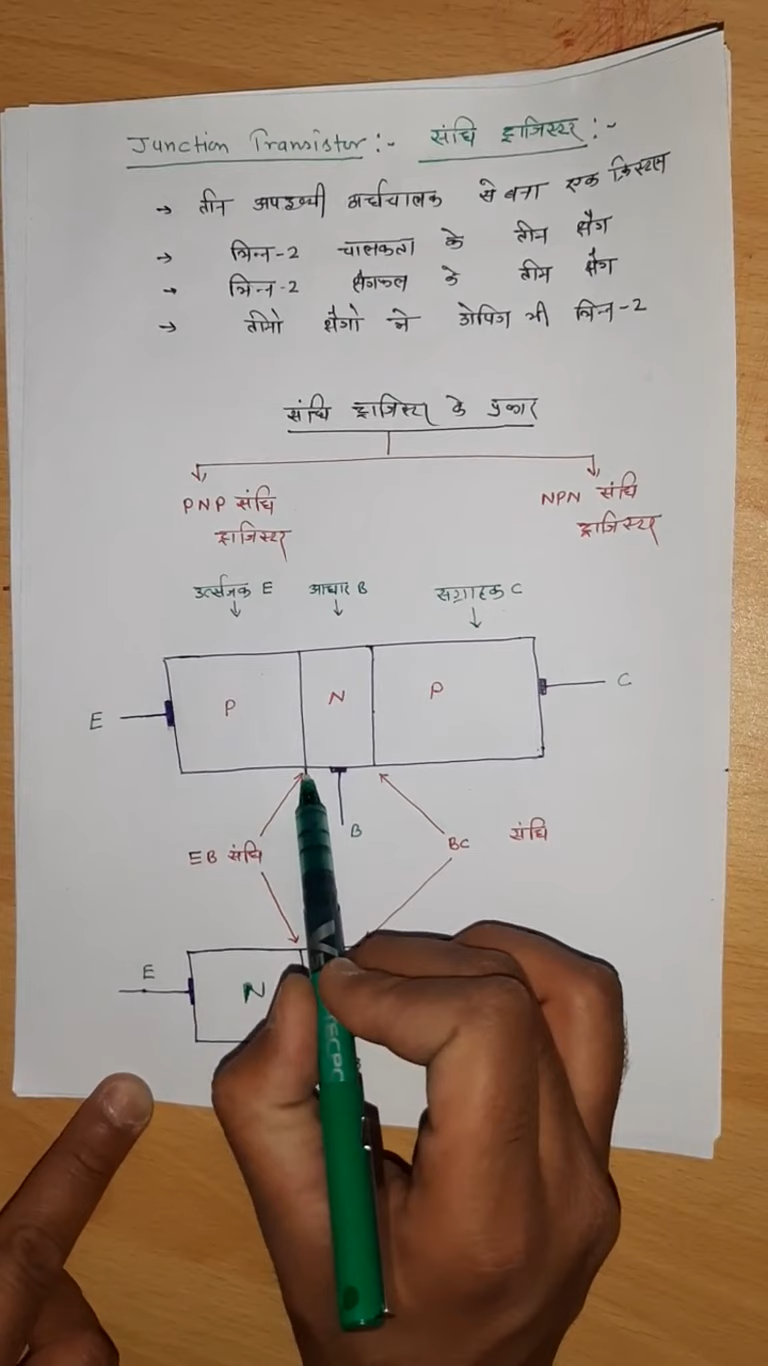 Junction Transistor :- संधि ट्रांजिस्टर :-
→ तीन अपद्रव्यी अर्धचालक से बना एक क्रिस्टल
→ भिन्न-2 चालकता के तीन क्षेत्र
→ भिन्न-2 क्षेत्रफल के तीन क्षेत्र
→ तीनो क्षेत्रों में डोपिंग भी भिन्न-2
संधि ट्रांजिस्टर के प्रकार
PNP संधि ट्रांजिस्टर
NPN संधि ट्रांजिस्टर
उत्सर्जक E आधार B संग्राहक C
P N P
E C
B
EB संधि BC संधि
E
N